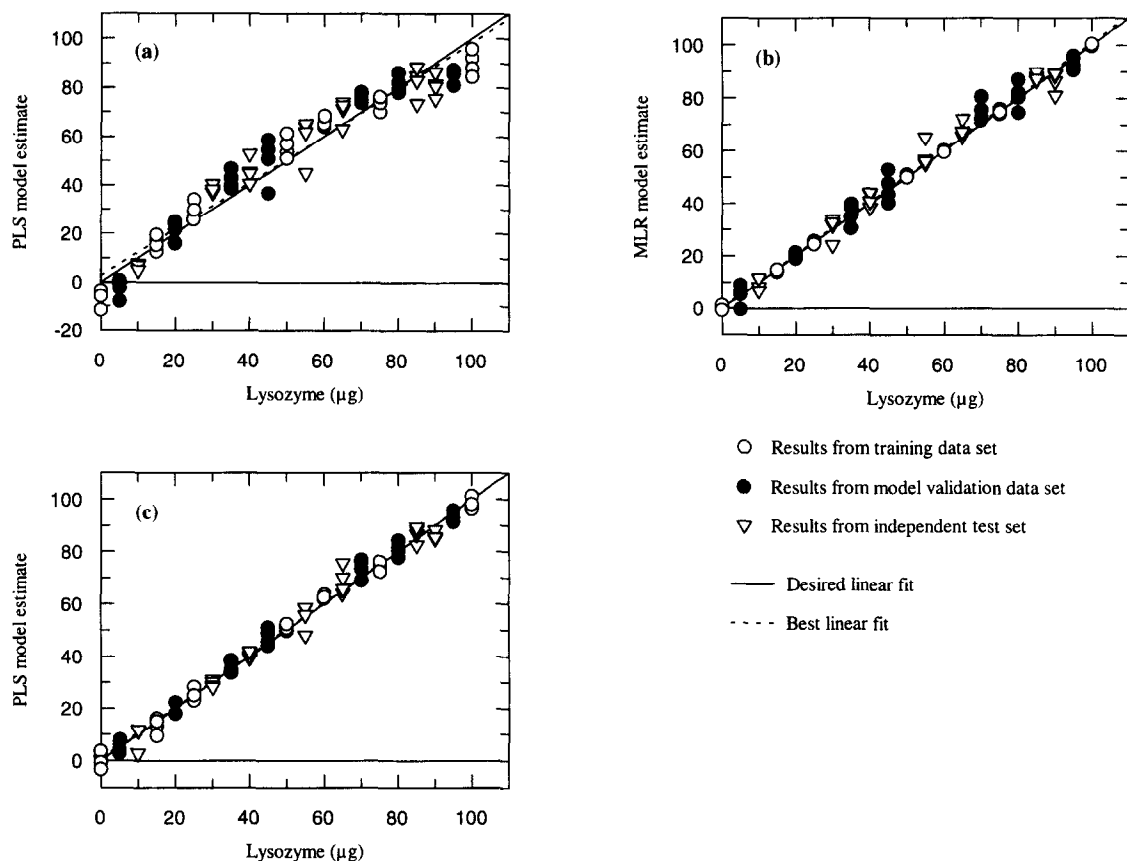 (a)
PLS model estimate
100
80
60
40
20
0
-20
0 20 40 60 80 100
Lysozyme (µg)
(b)
MLR model estimate
100
80
60
40
20
0
0 20 40 60 80 100
Lysozyme (µg)
Results from training data set
Results from model validation data set
Results from independent test set
Desired linear fit
Best linear fit
(c)
PLS model estimate
100
80
60
40
20
0
0 20 40 60 80 100
Lysozyme (µg)